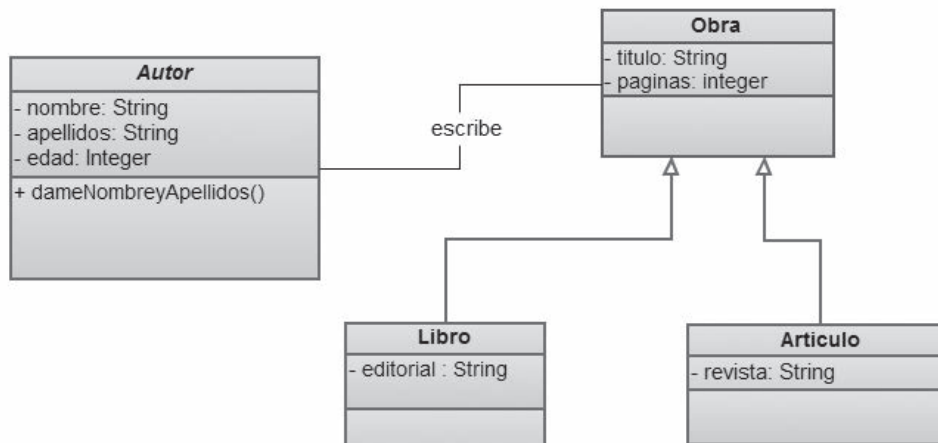 Autor
- nombre: String
- apellidos: String
- edad: Integer
+ dameNombreyApellidos()
escribe
Obra
- titulo: String
- paginas: integer
Libro
- editorial : String
Articulo
- revista: String